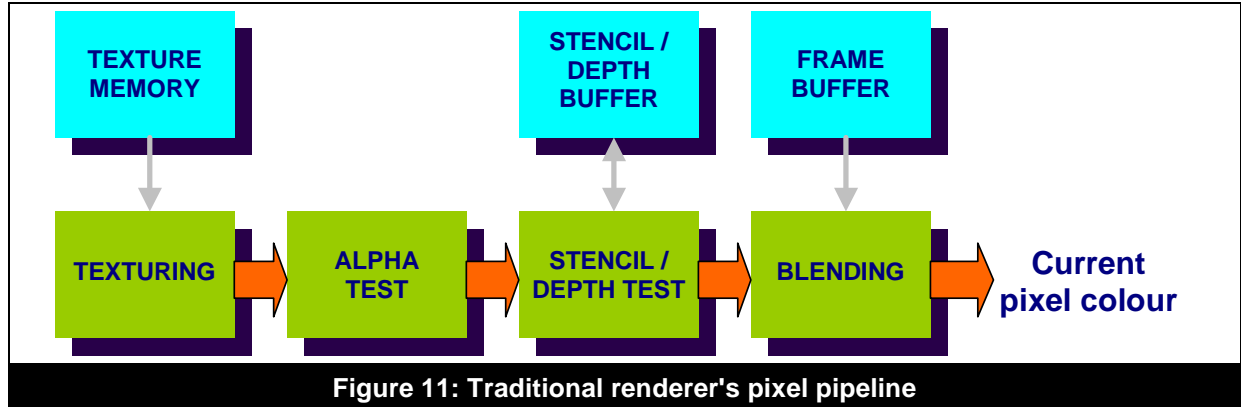 TEXTURE
MEMORY
STENCIL /
DEPTH
BUFFER
FRAME
BUFFER
TEXTURING
ALPHA
TEST
STENCIL /
DEPTH TEST
BLENDING
Current
pixel colour
Figure 11: Traditional renderer's pixel pipeline